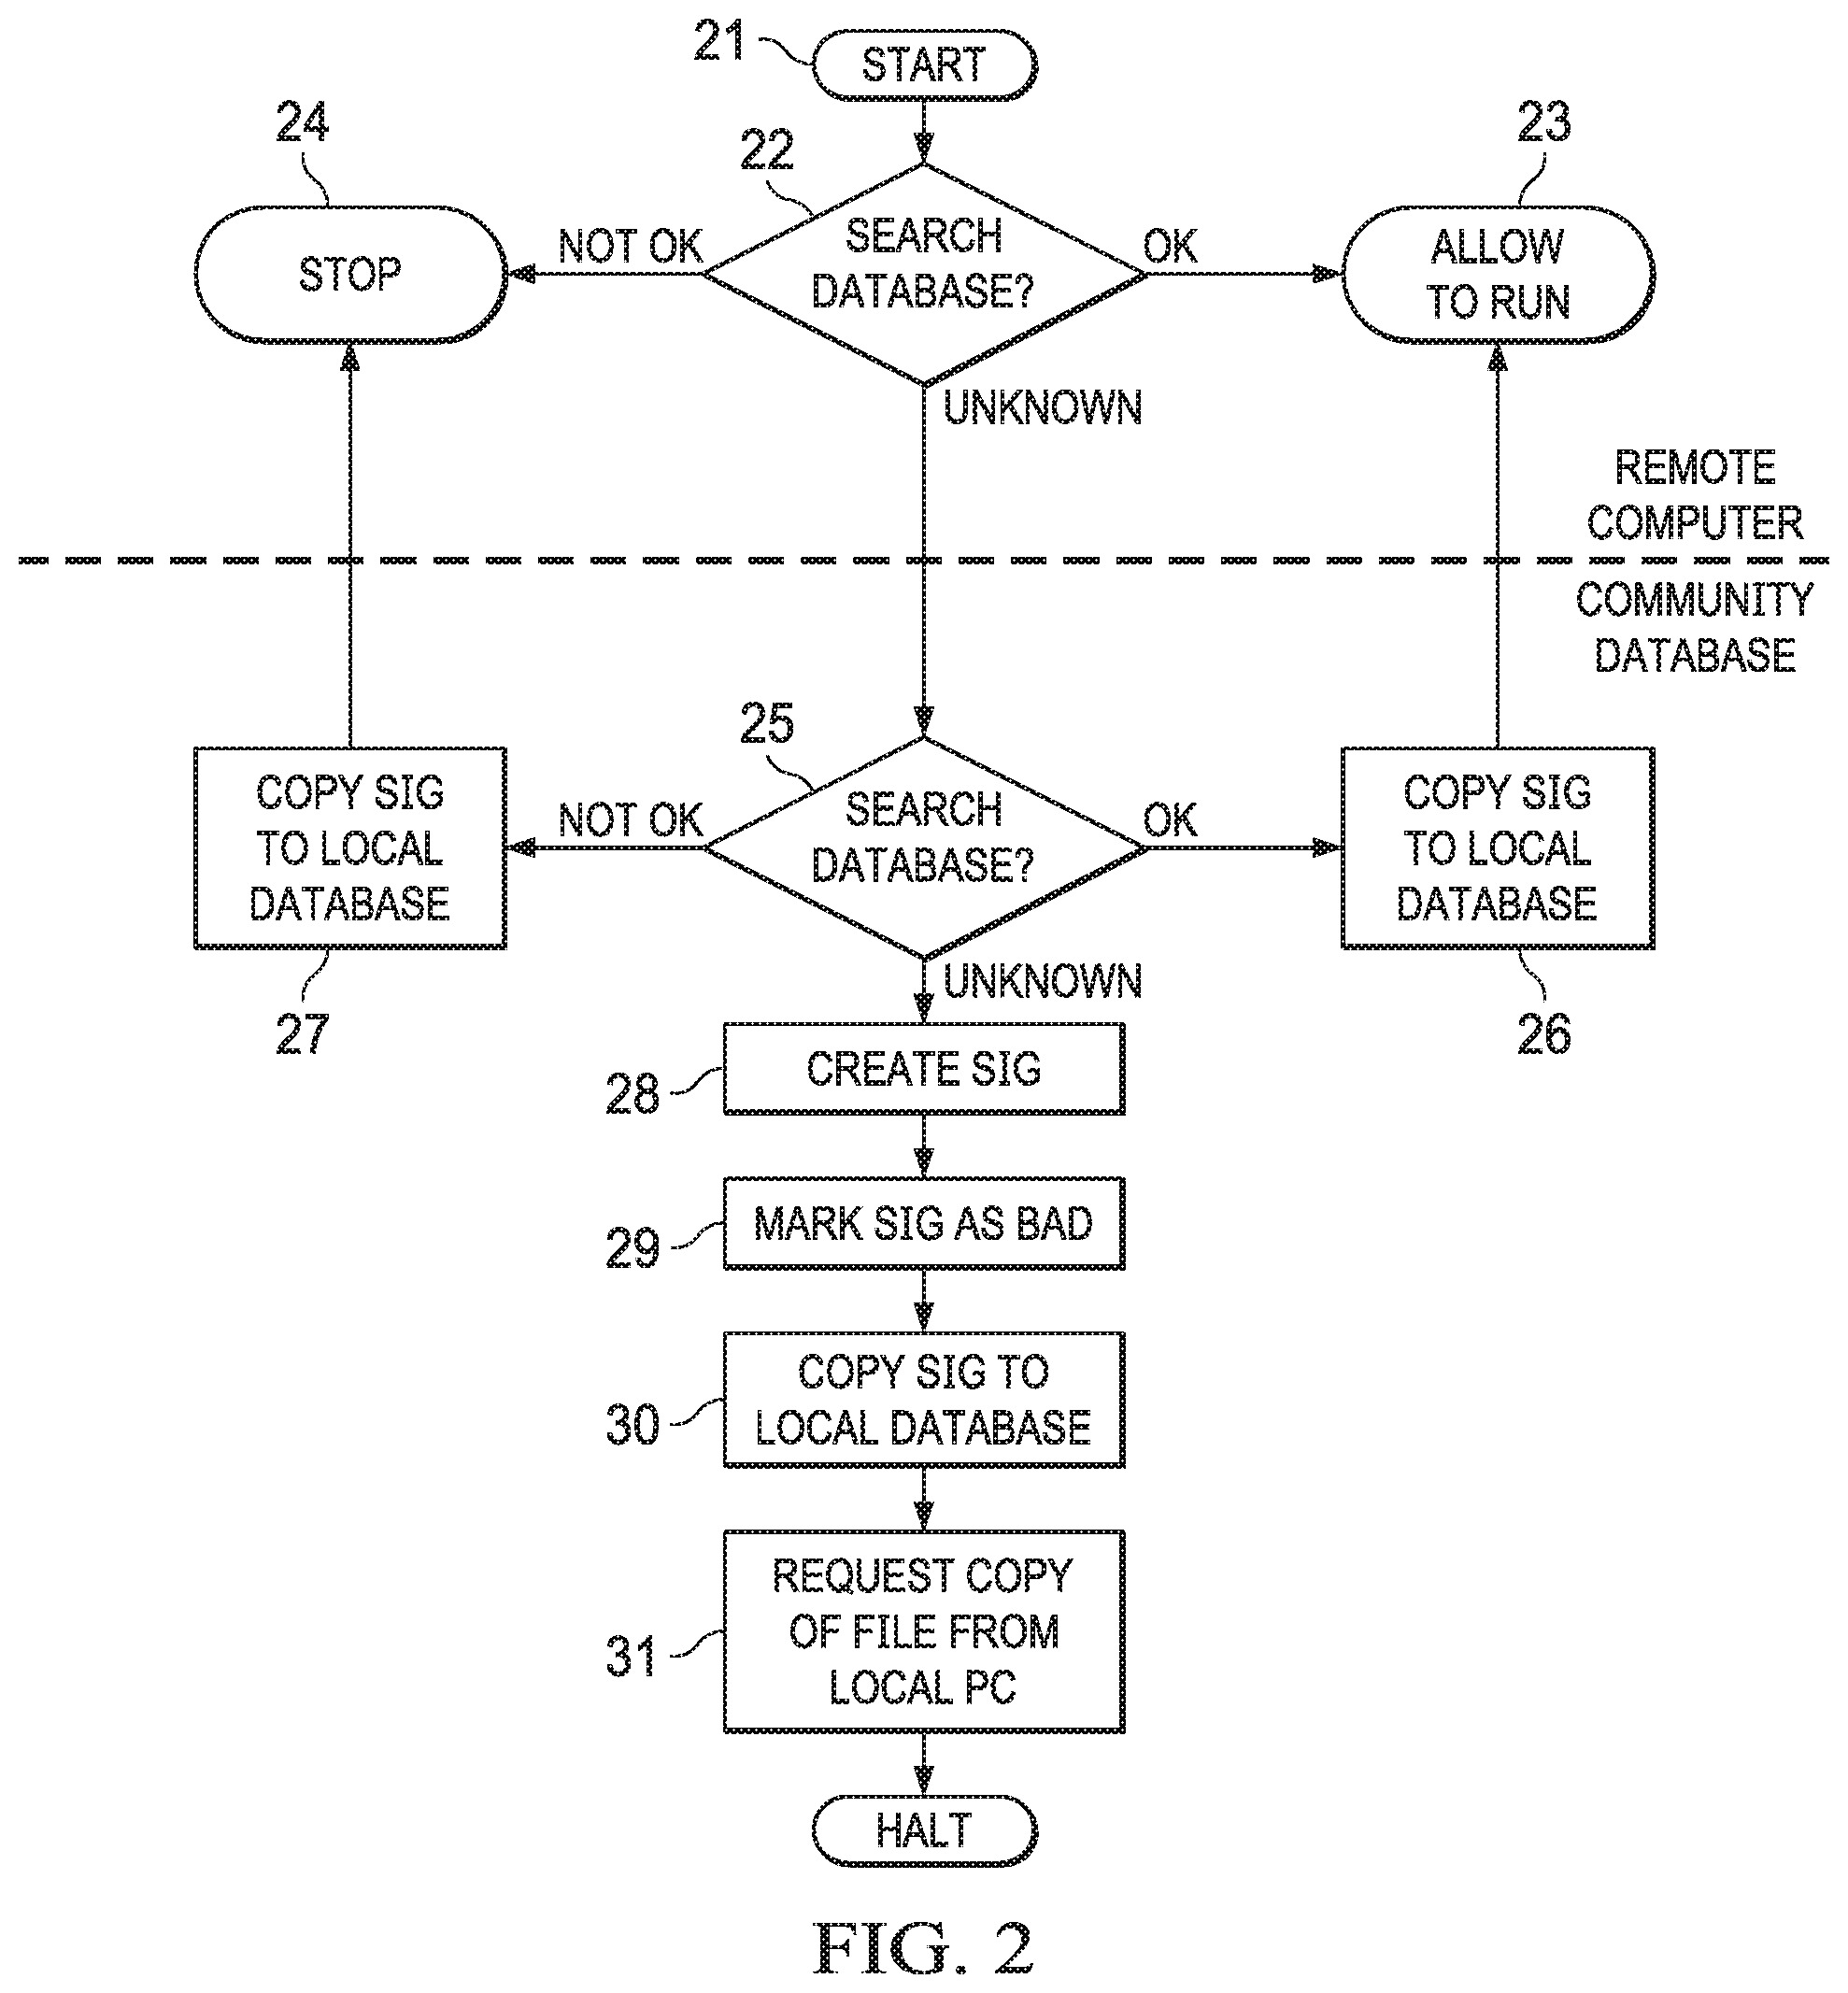 21
START
24
22
23
STOP
NOT OK
SEARCH
DATABASE?
OK
ALLOW
TO RUN
UNKNOWN
REMOTE
COMPUTER
COMMUNITY
DATABASE
25
COPY SIG
TO LOCAL
DATABASE
NOT OK
SEARCH
DATABASE?
OK
COPY SIG
TO LOCAL
DATABASE
UNKNOWN
27
26
28
CREATE SIG
29
MARK SIG AS BAD
30
COPY SIG TO
LOCAL DATABASE
31
REQUEST COPY
OF FILE FROM
LOCAL PC
HALT
FIG. 2